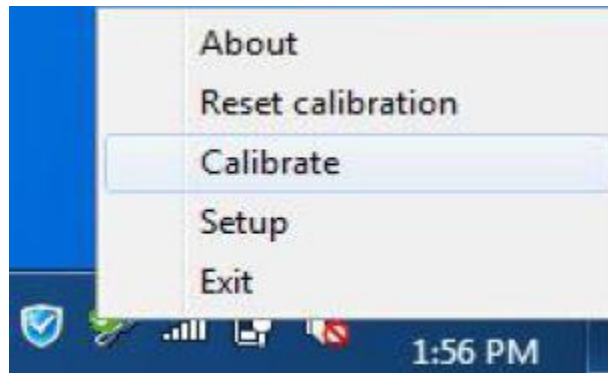 About
Reset calibration
Calibrate
Setup
Exit
1:56 PM